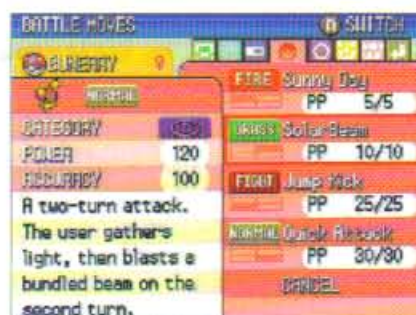 BATTLE MOVES
SWITCH
BUNEARY
NORMAL
CATEGORY
POWER 120
ACCURACY 100
A two-turn attack.
The user gathers
light, then blasts a
bundled beam on the
second turn.
FIRE Sunny Day
PP 5/5
GRASS SolarBeam
PP 10/10
FIGHT Jump Kick
PP 25/25
NORMAL Quick Attack
PP 30/30
CANCEL